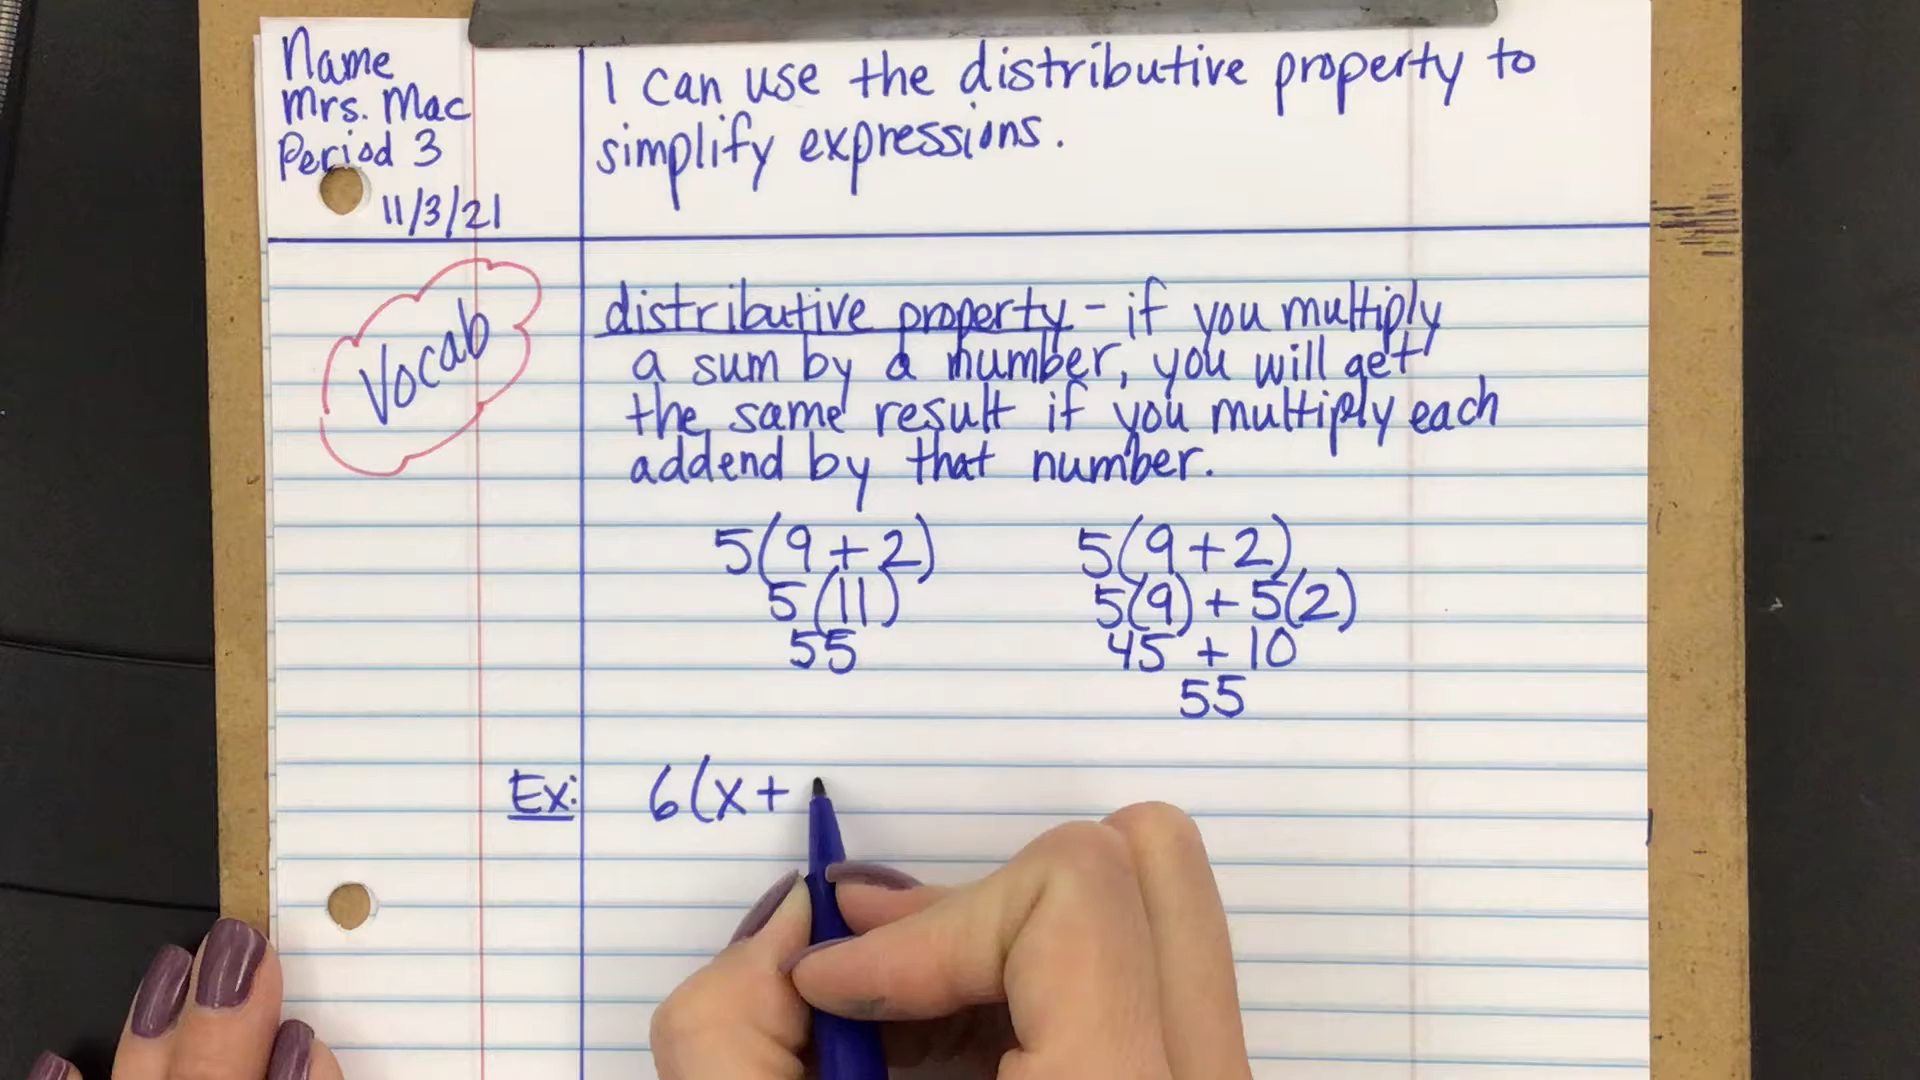 Name
Mrs. Mac
Period 3
11/3/21
I can use the distributive property to
simplify expressions.
Vocab
distributive property - if you multiply
a sum by a number, you will get
the same result if you multiply each
addend by that number.
5(9+2)
5(11)
55
5(9+2)
5(9) + 5(2)
45 + 10
55
Ex: 6(x+